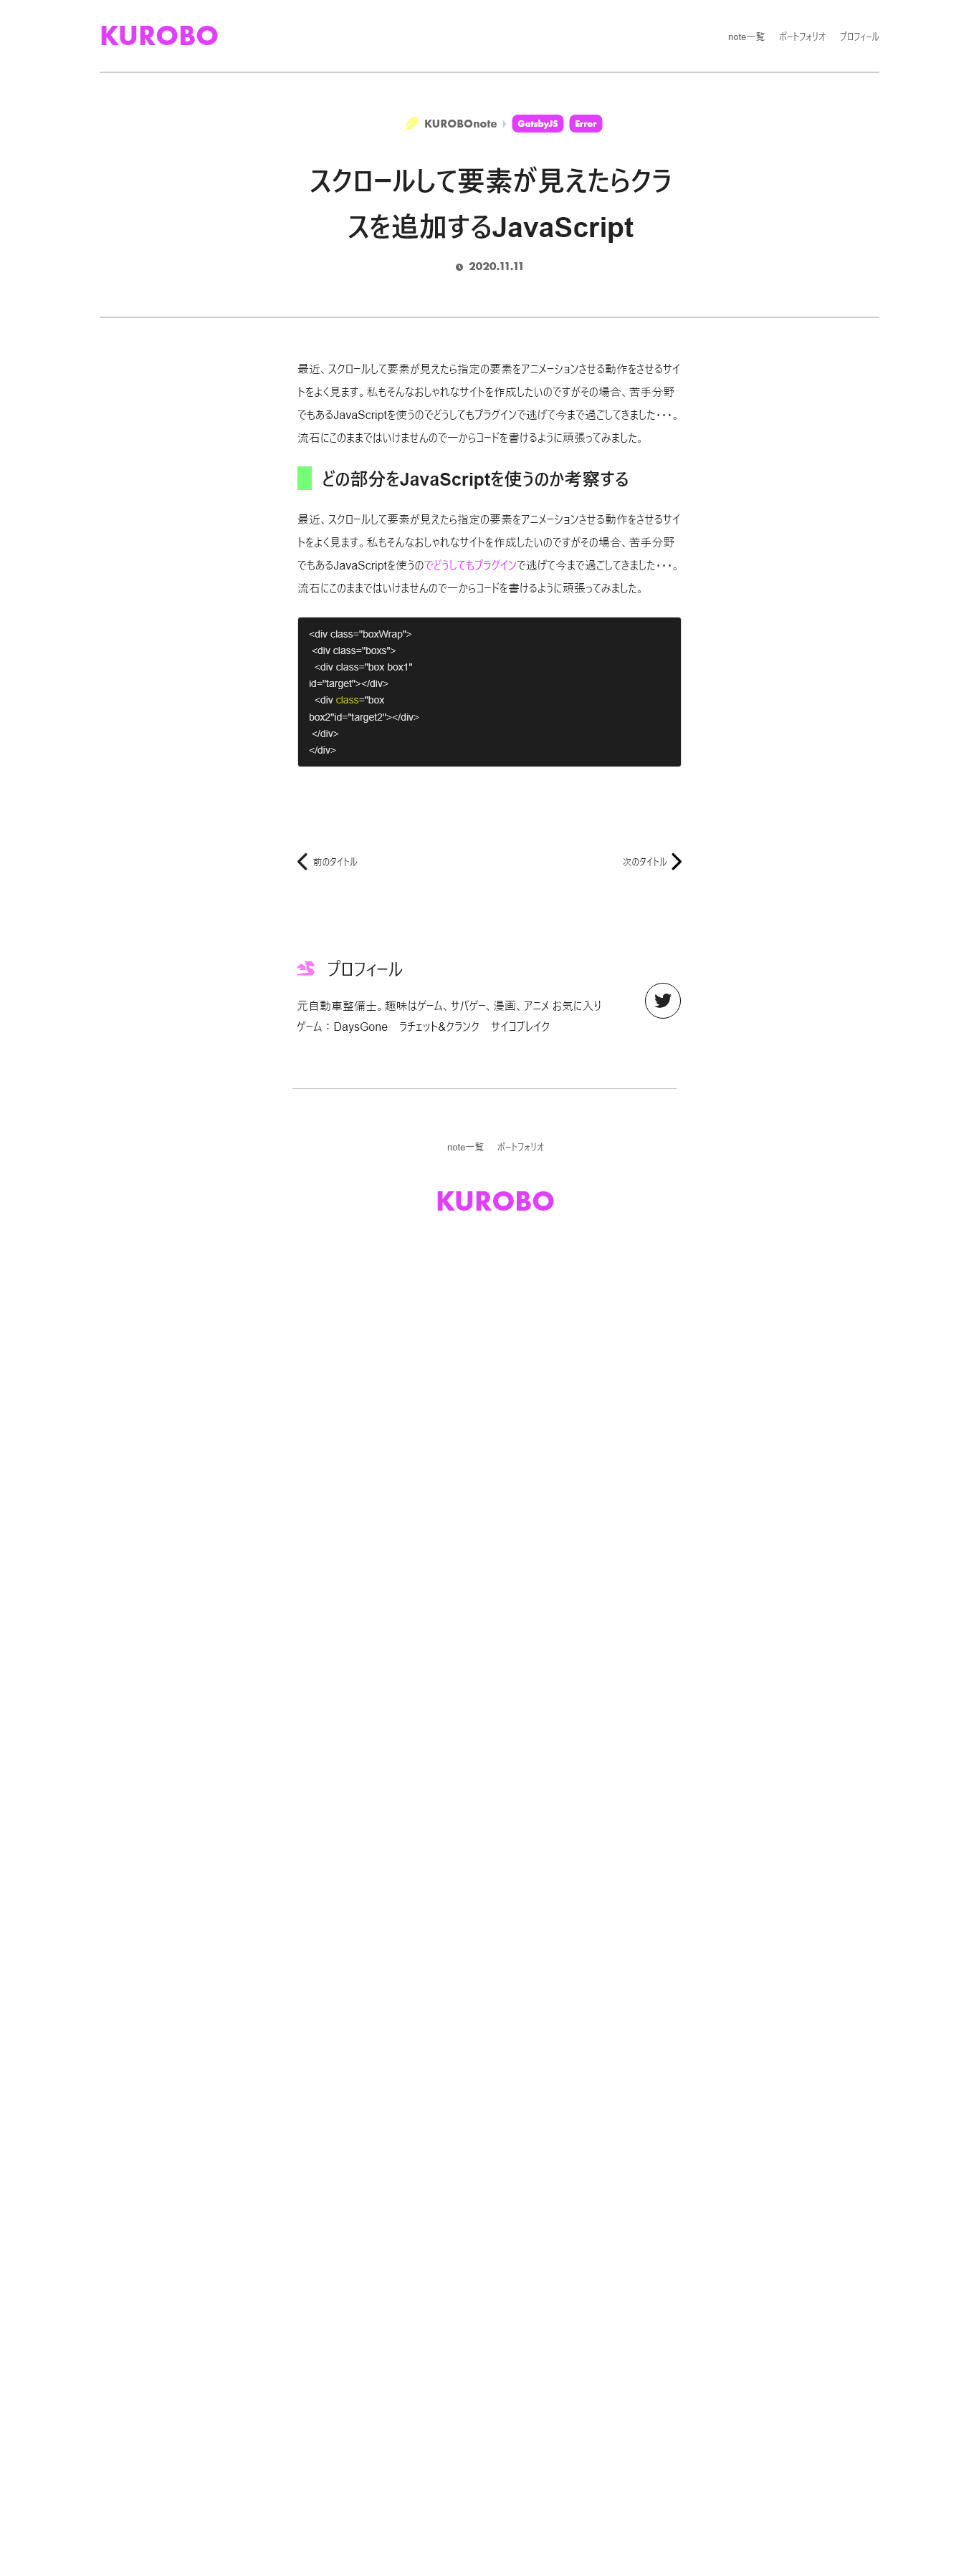 KUROBO
note一覧 ポートフォリオ プロフィール
KUROBOnote GatsbyJS Error
スクロールして要素が見えたらクラ
スを追加するJavaScript
2020.11.11
最近、スクロールして要素が見えたら指定の要素をアニメーションさせる動作をさせるサイ
トをよく見ます。私もそんなおしゃれなサイトを作成したいのですがその場合、苦手分野
でもあるJavaScriptを使うのでどうしてもプラグインで逃げて今まで過ごしてきました・・・。
流石にこのままではいけませんので一からコードを書けるように頑張ってみました。
どの部分をJavaScriptを使うのか考察する
最近、スクロールして要素が見えたら指定の要素をアニメーションさせる動作をさせるサイ
トをよく見ます。私もそんなおしゃれなサイトを作成したいのですがその場合、苦手分野
でもあるJavaScriptを使うのでどうしてもプラグインで逃げて今まで過ごしてきました・・・。
流石にこのままではいけませんので一からコードを書けるように頑張ってみました。
<div class="boxWrap">
<div class="boxs">
<div class="box box1"
id="target"></div>
<div class="box
box2"id="target2"></div>
</div>
</div>
前のタイトル 次のタイトル
プロフィール
元自動車整備士。趣味はゲーム、サバゲー、漫画、アニメ お気に入り
ゲーム：DaysGone　ラチェット&クランク　サイコブレイク
note一覧 ポートフォリオ
KUROBO